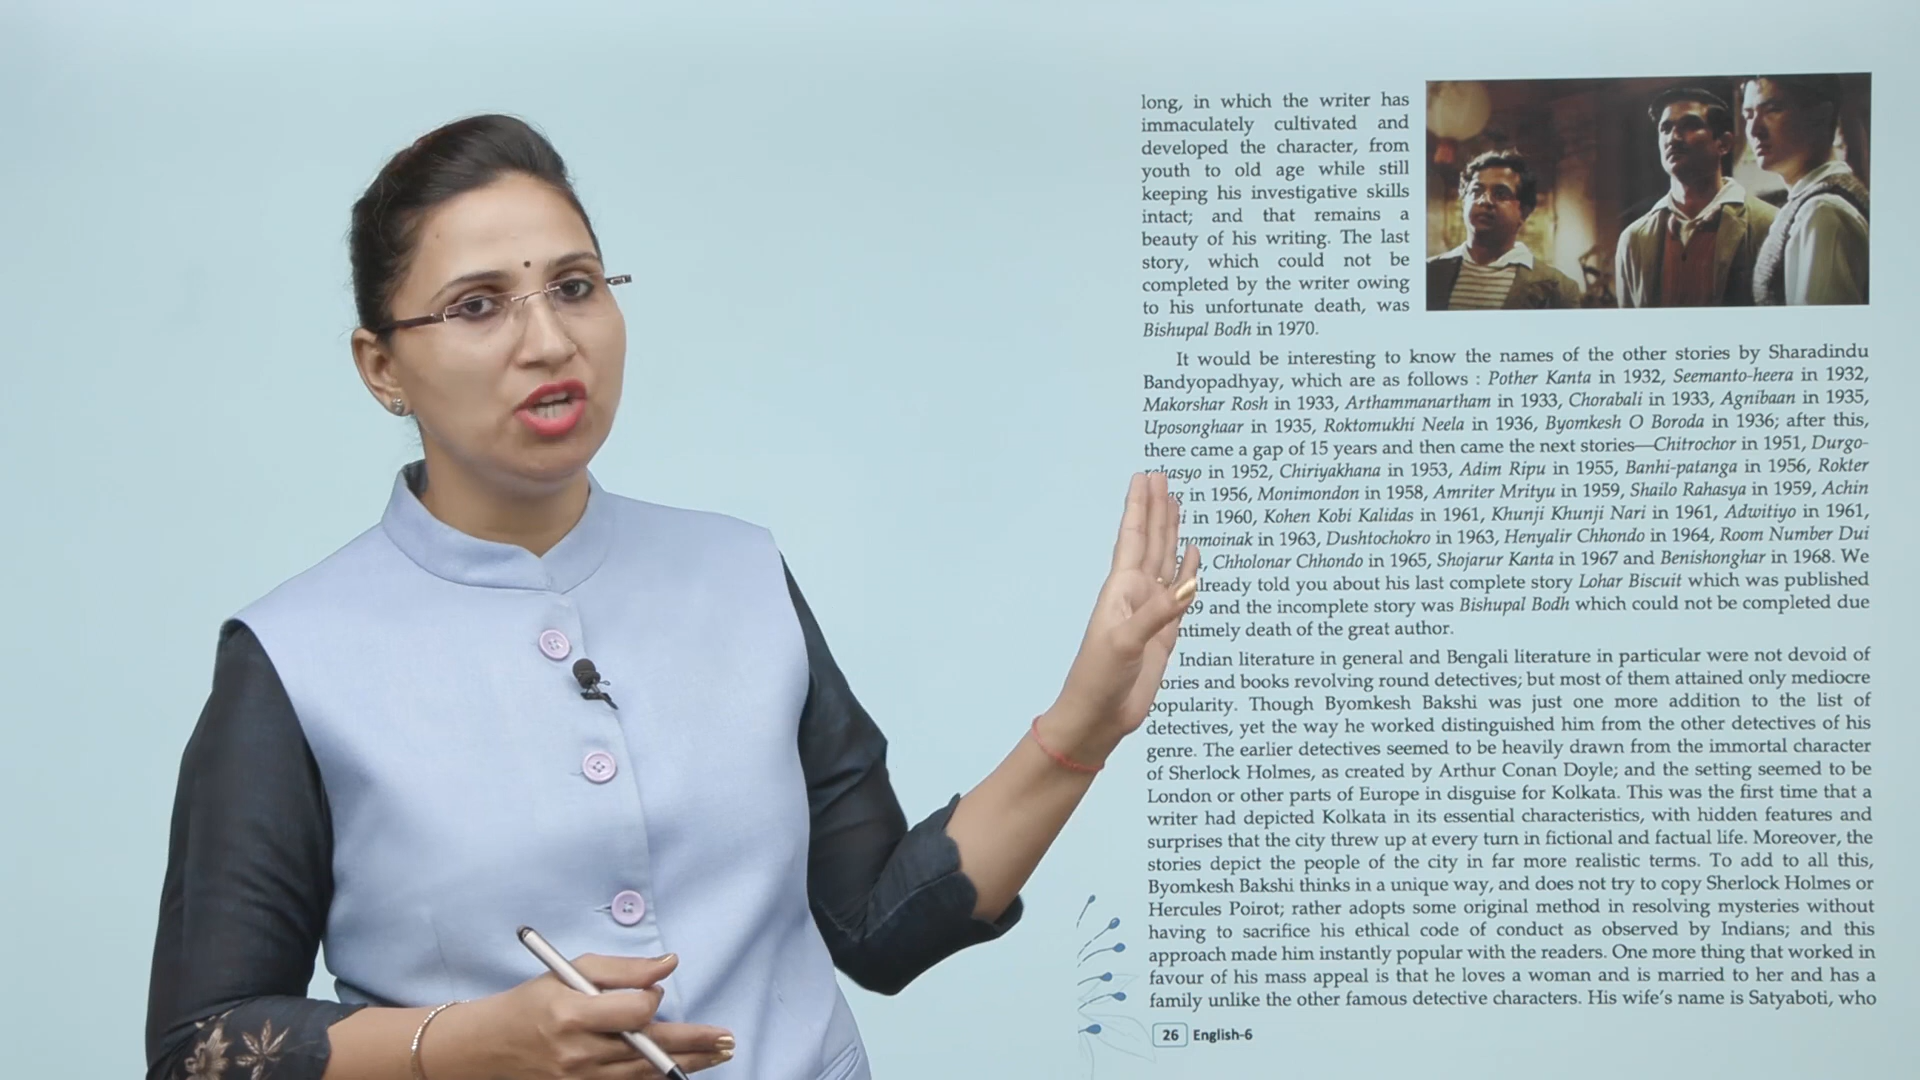 long, in which the writer has
immaculately cultivated and
developed the character, from
youth to old age while still
keeping his investigative skills
intact; and that remains a
beauty of his writing. The last
story, which could not be
completed by the writer owing
to his unfortunate death, was
Bishupal Bodh in 1970.
It would be interesting to know the names of the other stories by Sharadindu
Bandyopadhyay, which are as follows : Pother Kanta in 1932, Seemanto-heera in 1932,
Makorshar Rosh in 1933, Arthammanartham in 1933, Chorabali in 1933, Agnibaan in 1935,
Uposonghaar in 1935, Roktomukhi Neela in 1936, Byomkesh O Boroda in 1936; after this,
there came a gap of 15 years and then came the next stories—Chitrochor in 1951, Durgo-
in 1952, Chiriyakhana in 1953, Adim Ripu in 1955, Banhi-patanga in 1956, Rokter
in 1956, Monimondon in 1958, Amriter Mrityu in 1959, Shailo Rahasya in 1959, Achin
in 1960, Kohen Kobi Kalidas in 1961, Khunji Khunji Nari in 1961, Adwitiyo in 1961,
in 1963, Dushtochokro in 1963, Henyalir Chhondo in 1964, Room Number Dui
, Chholonar Chhondo in 1965, Shojarur Kanta in 1967 and Benishonghar in 1968. We
already told you about his last complete story Lohar Biscuit which was published
and the incomplete story was Bishupal Bodh which could not be completed due
death of the great author.
Indian literature in general and Bengali literature in particular were not devoid of
and books revolving round detectives; but most of them attained only mediocre
popularity. Though Byomkesh Bakshi was just one more addition to the list of
detectives, yet the way he worked distinguished him from the other detectives of his
genre. The earlier detectives seemed to be heavily drawn from the immortal character
of Sherlock Holmes, as created by Arthur Conan Doyle; and the setting seemed to be
London or other parts of Europe in disguise for Kolkata. This was the first time that a
writer had depicted Kolkata in its essential characteristics, with hidden features and
surprises that the city threw up at every turn in fictional and factual life. Moreover, the
stories depict the people of the city in far more realistic terms. To add to all this,
Byomkesh Bakshi thinks in a unique way, and does not try to copy Sherlock Holmes or
Hercules Poirot; rather adopts some original method in resolving mysteries without
having to sacrifice his ethical code of conduct as observed by Indians; and this
approach made him instantly popular with the readers. One more thing that worked in
favour of his mass appeal is that he loves a woman and is married to her and has a
family unlike the other famous detective characters. His wife's name is Satyaboti, who
26 English-6